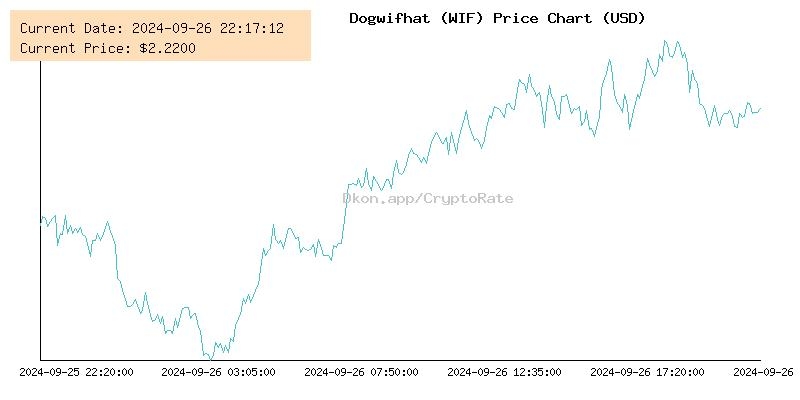 Dogwifhat (WIF) Price Chart (USD)
Current Date: 2024-09-26 22:17:12
Current Price: $2.2200
Dkon.app/CryptoRate
2024-09-25 22:20:00
2024-09-26 03:05:00
2024-09-26 07:50:00
2024-09-26 12:35:00
2024-09-26 17:20:00
2024-09-26